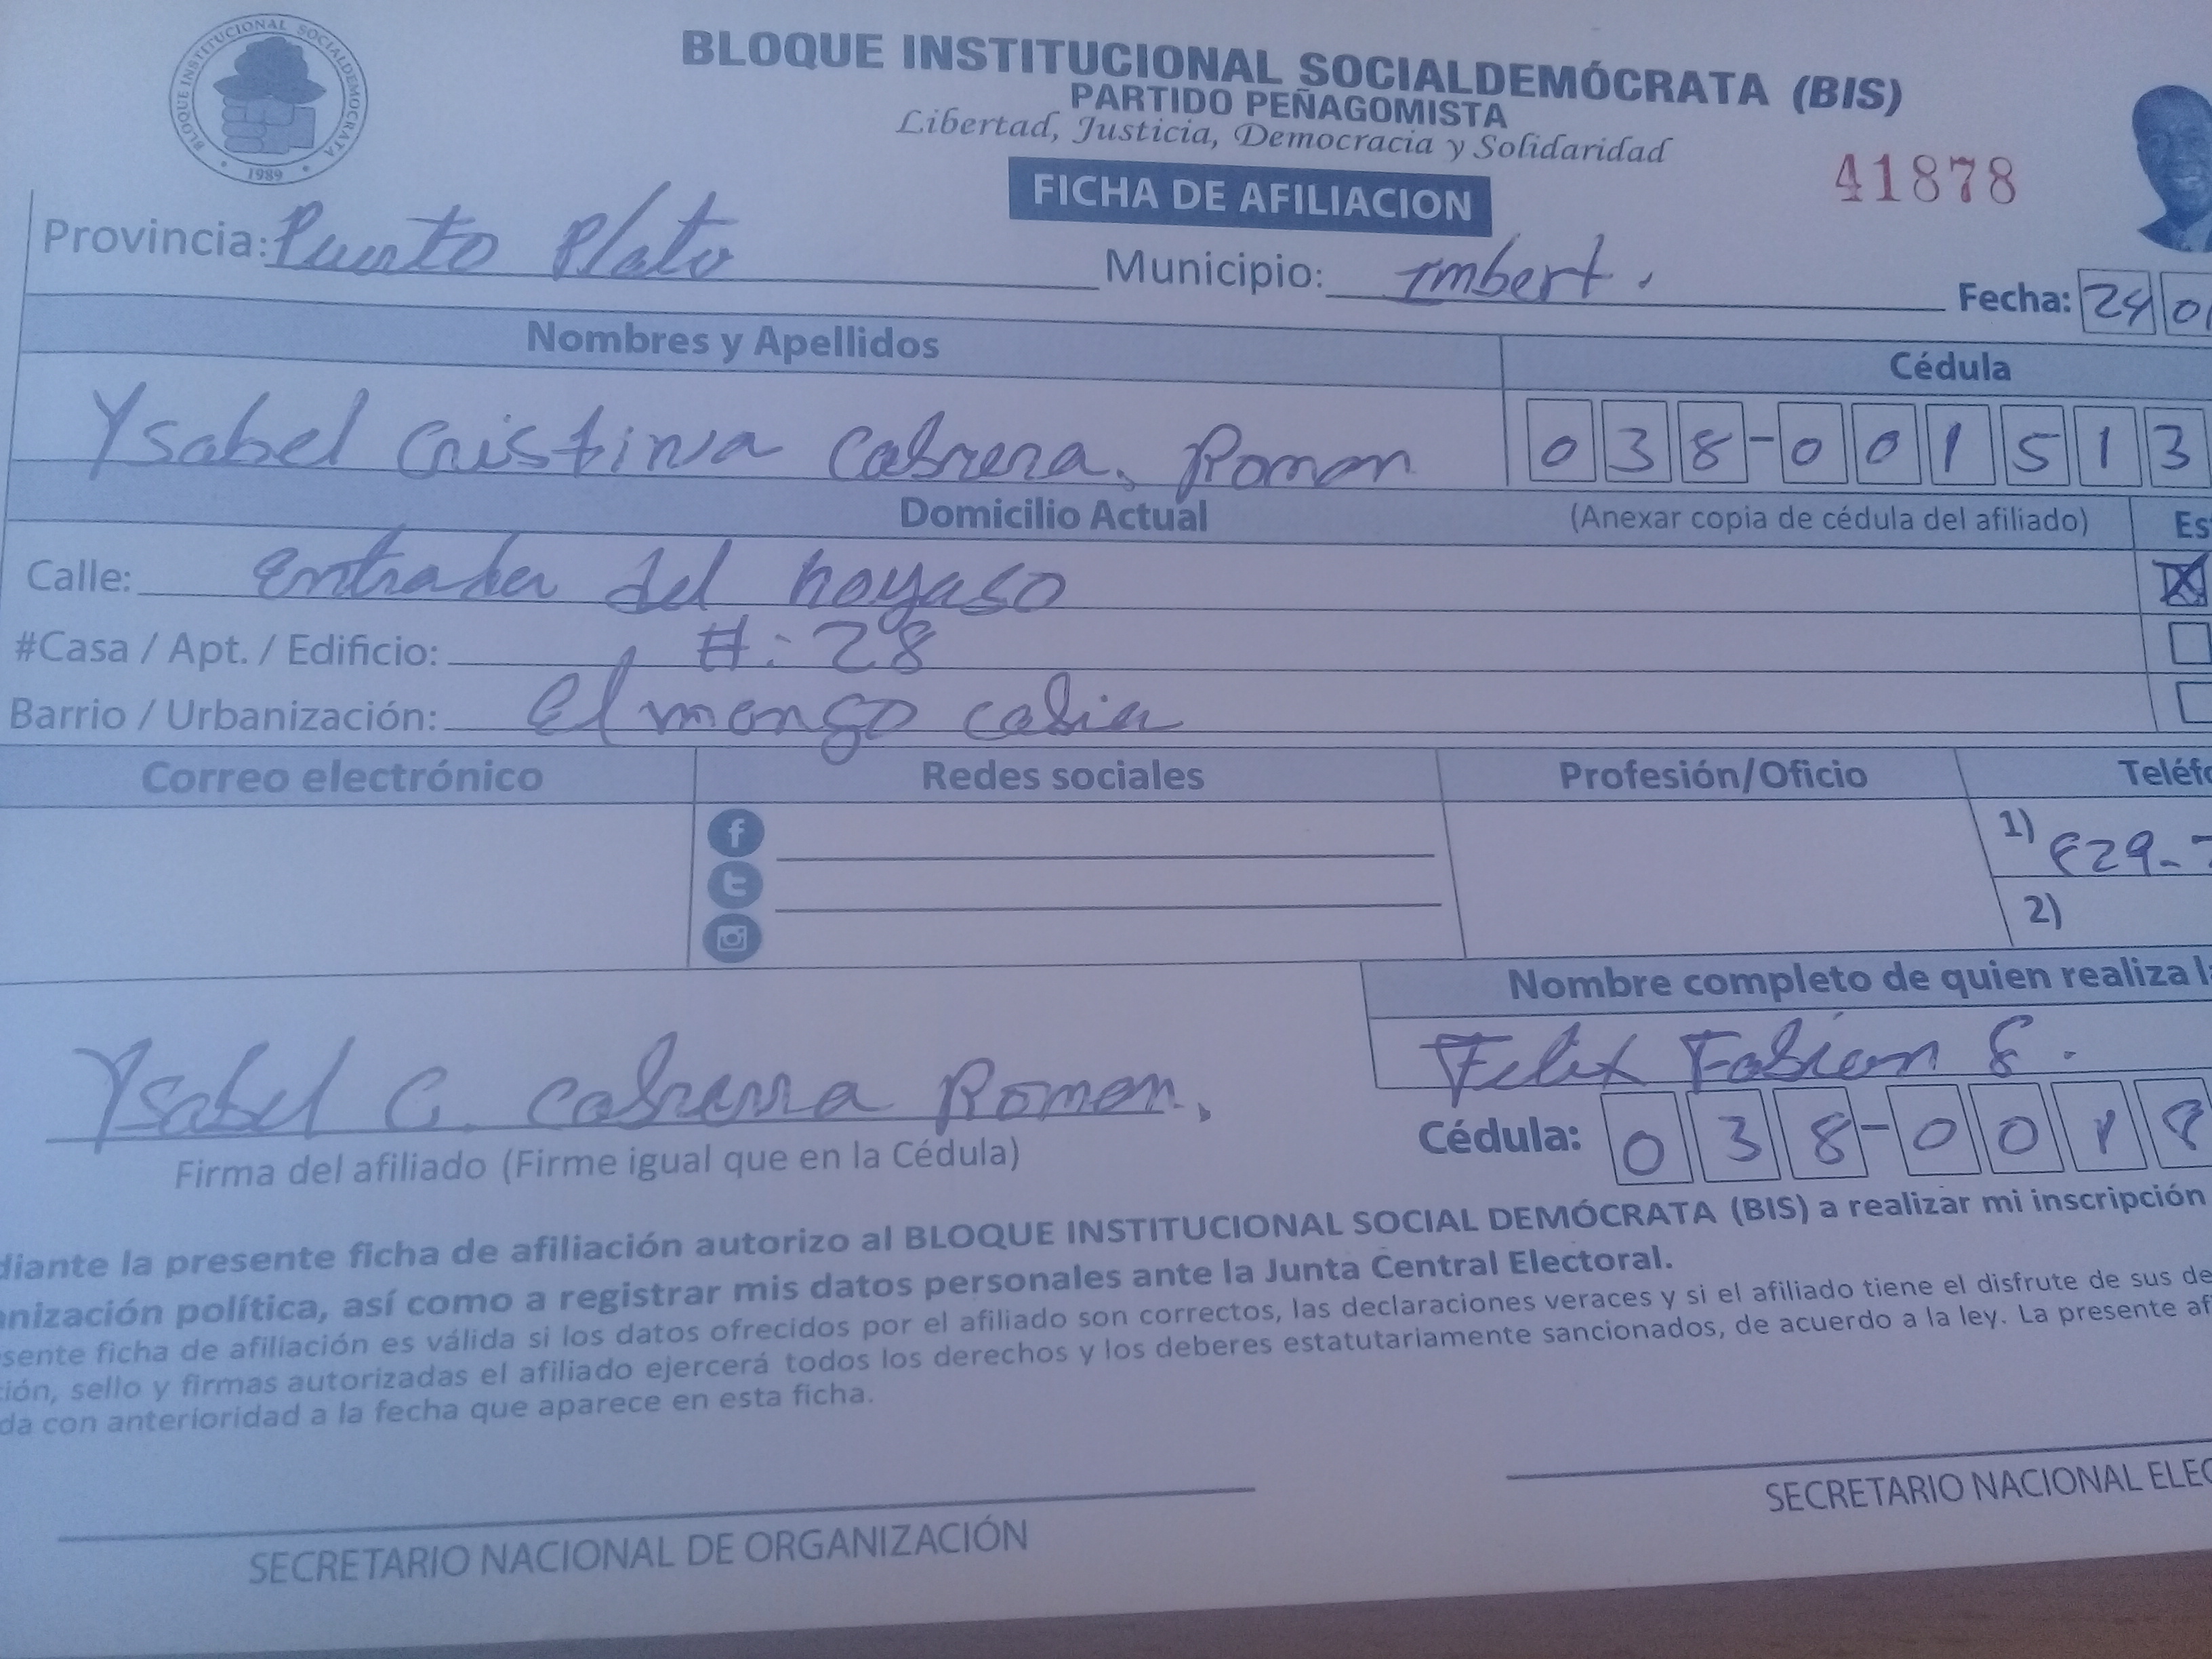 BLOQUE INSTITUCIONAL SOCIALDEMOCRATA
1989
BLOQUE INSTITUCIONAL SOCIALDEMÓCRATA (BIS)
PARTIDO PEÑAGOMISTA
Libertad, Justicia, Democracia y Solidaridad
FICHA DE AFILIACION
41878
Provincia: Puerto Plata Municipio: Imbert. Fecha: 24 0
Nombres y Apellidos Cédula
Ysabel Cristina Cabrera. Roman 038-001513
Domicilio Actual (Anexar copia de cédula del afiliado) Es
Calle: entrada del hoyaso
#Casa / Apt. / Edificio: #: 28
Barrio / Urbanización: El mango
Correo electrónico Redes sociales Profesión/Oficio Teléfo
1) 829-7
2)
Nombre completo de quien realiza l
Felix Fabian
Ysabel C. Cabrera Roman.
Cédula: 038-0018
Firma del afiliado (Firme igual que en la Cédula)
diante la presente ficha de afiliación autorizo al BLOQUE INSTITUCIONAL SOCIAL DEMÓCRATA (BIS) a realizar mi inscripción
nización política, así como a registrar mis datos personales ante la Junta Central Electoral.
sente ficha de afiliación es válida si los datos ofrecidos por el afiliado son correctos, las declaraciones veraces y si el afiliado tiene el disfrute de sus de
ión, sello y firmas autorizadas el afiliado ejercerá todos los derechos y los deberes estatutariamente sancionados, de acuerdo a la ley. La presente af
da con anterioridad a la fecha que aparece en esta ficha.
SECRETARIO NACIONAL DE ORGANIZACIÓN
SECRETARIO NACIONAL ELEC